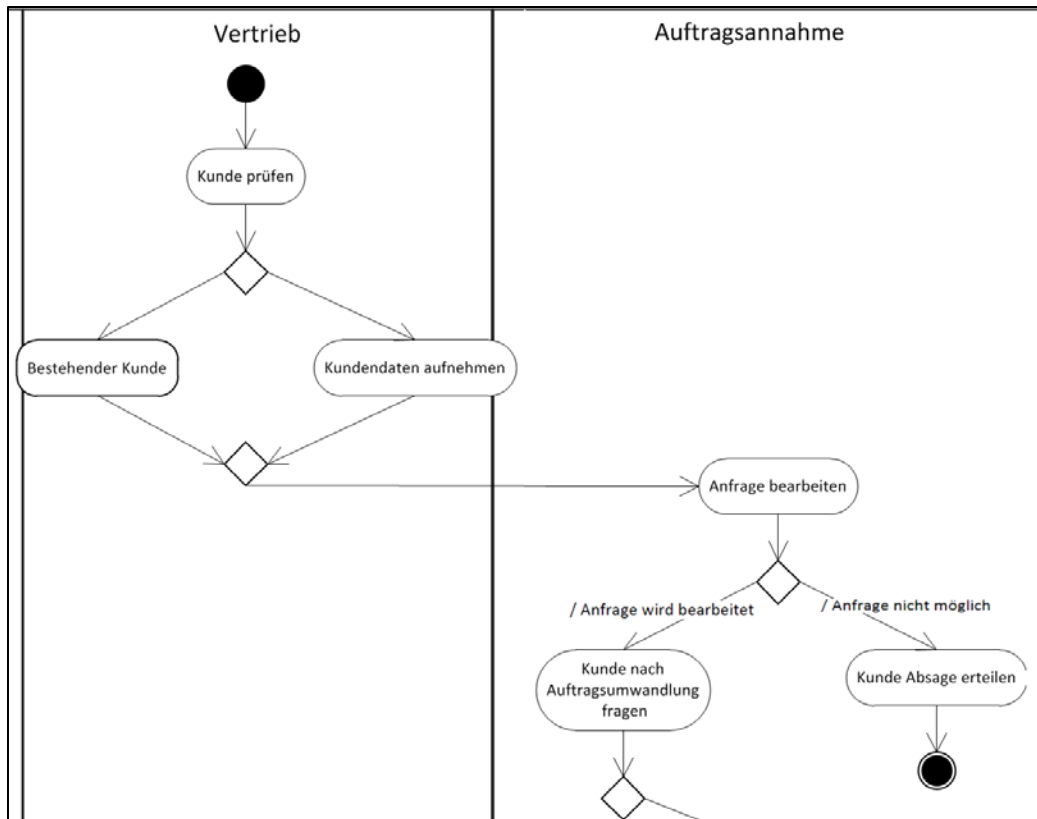 Vertrieb
Auftragsannahme
Kunde prüfen
Bestehender Kunde
Kundendaten aufnehmen
Anfrage bearbeiten
/ Anfrage wird bearbeitet
/ Anfrage nicht möglich
Kunde nach
Auftragsumwandlung
fragen
Kunde Absage erteilen